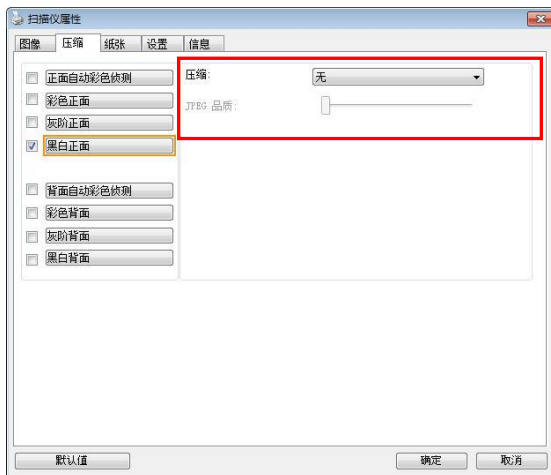 扫描仪属性
图像 压缩 纸张 设置 信息
正面自动彩色侦测
彩色正面
灰阶正面
黑白正面
背面自动彩色侦测
彩色背面
灰阶背面
黑白背面
压缩: 无
JPEG 品质:
默认值 确定 取消